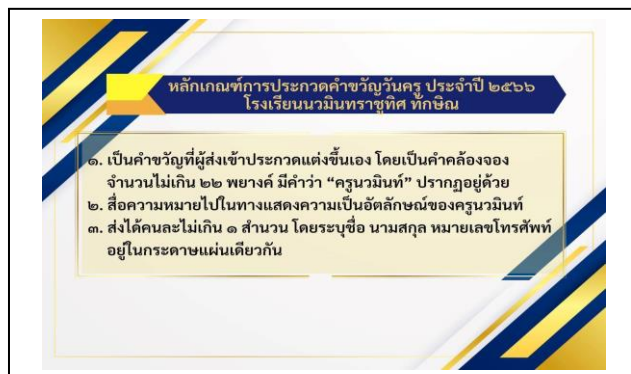 หลักเกณฑ์การประกวดคำขวัญวันครู ประจำปี ๒๕๖๖
โรงเรียนนวมินทราชูทิศ ทักษิณ
๑. เป็นคำขวัญที่ผู้ส่งเข้าประกวดแต่งขึ้นเอง โดยเป็นคำคล้องจอง
จำนวนไม่เกิน ๒๒ พยางค์ มีคำว่า “ครูนวมินท์” ปรากฏอยู่ด้วย
๒. สื่อความหมายไปในทางแสดงความเป็นอัตลักษณ์ของครูนวมินท์
๓. ส่งได้คนละไม่เกิน ๑ สำนวน โดยระบุชื่อ นามสกุล หมายเลขโทรศัพท์
อยู่ในกระดาษแผ่นเดียวกัน